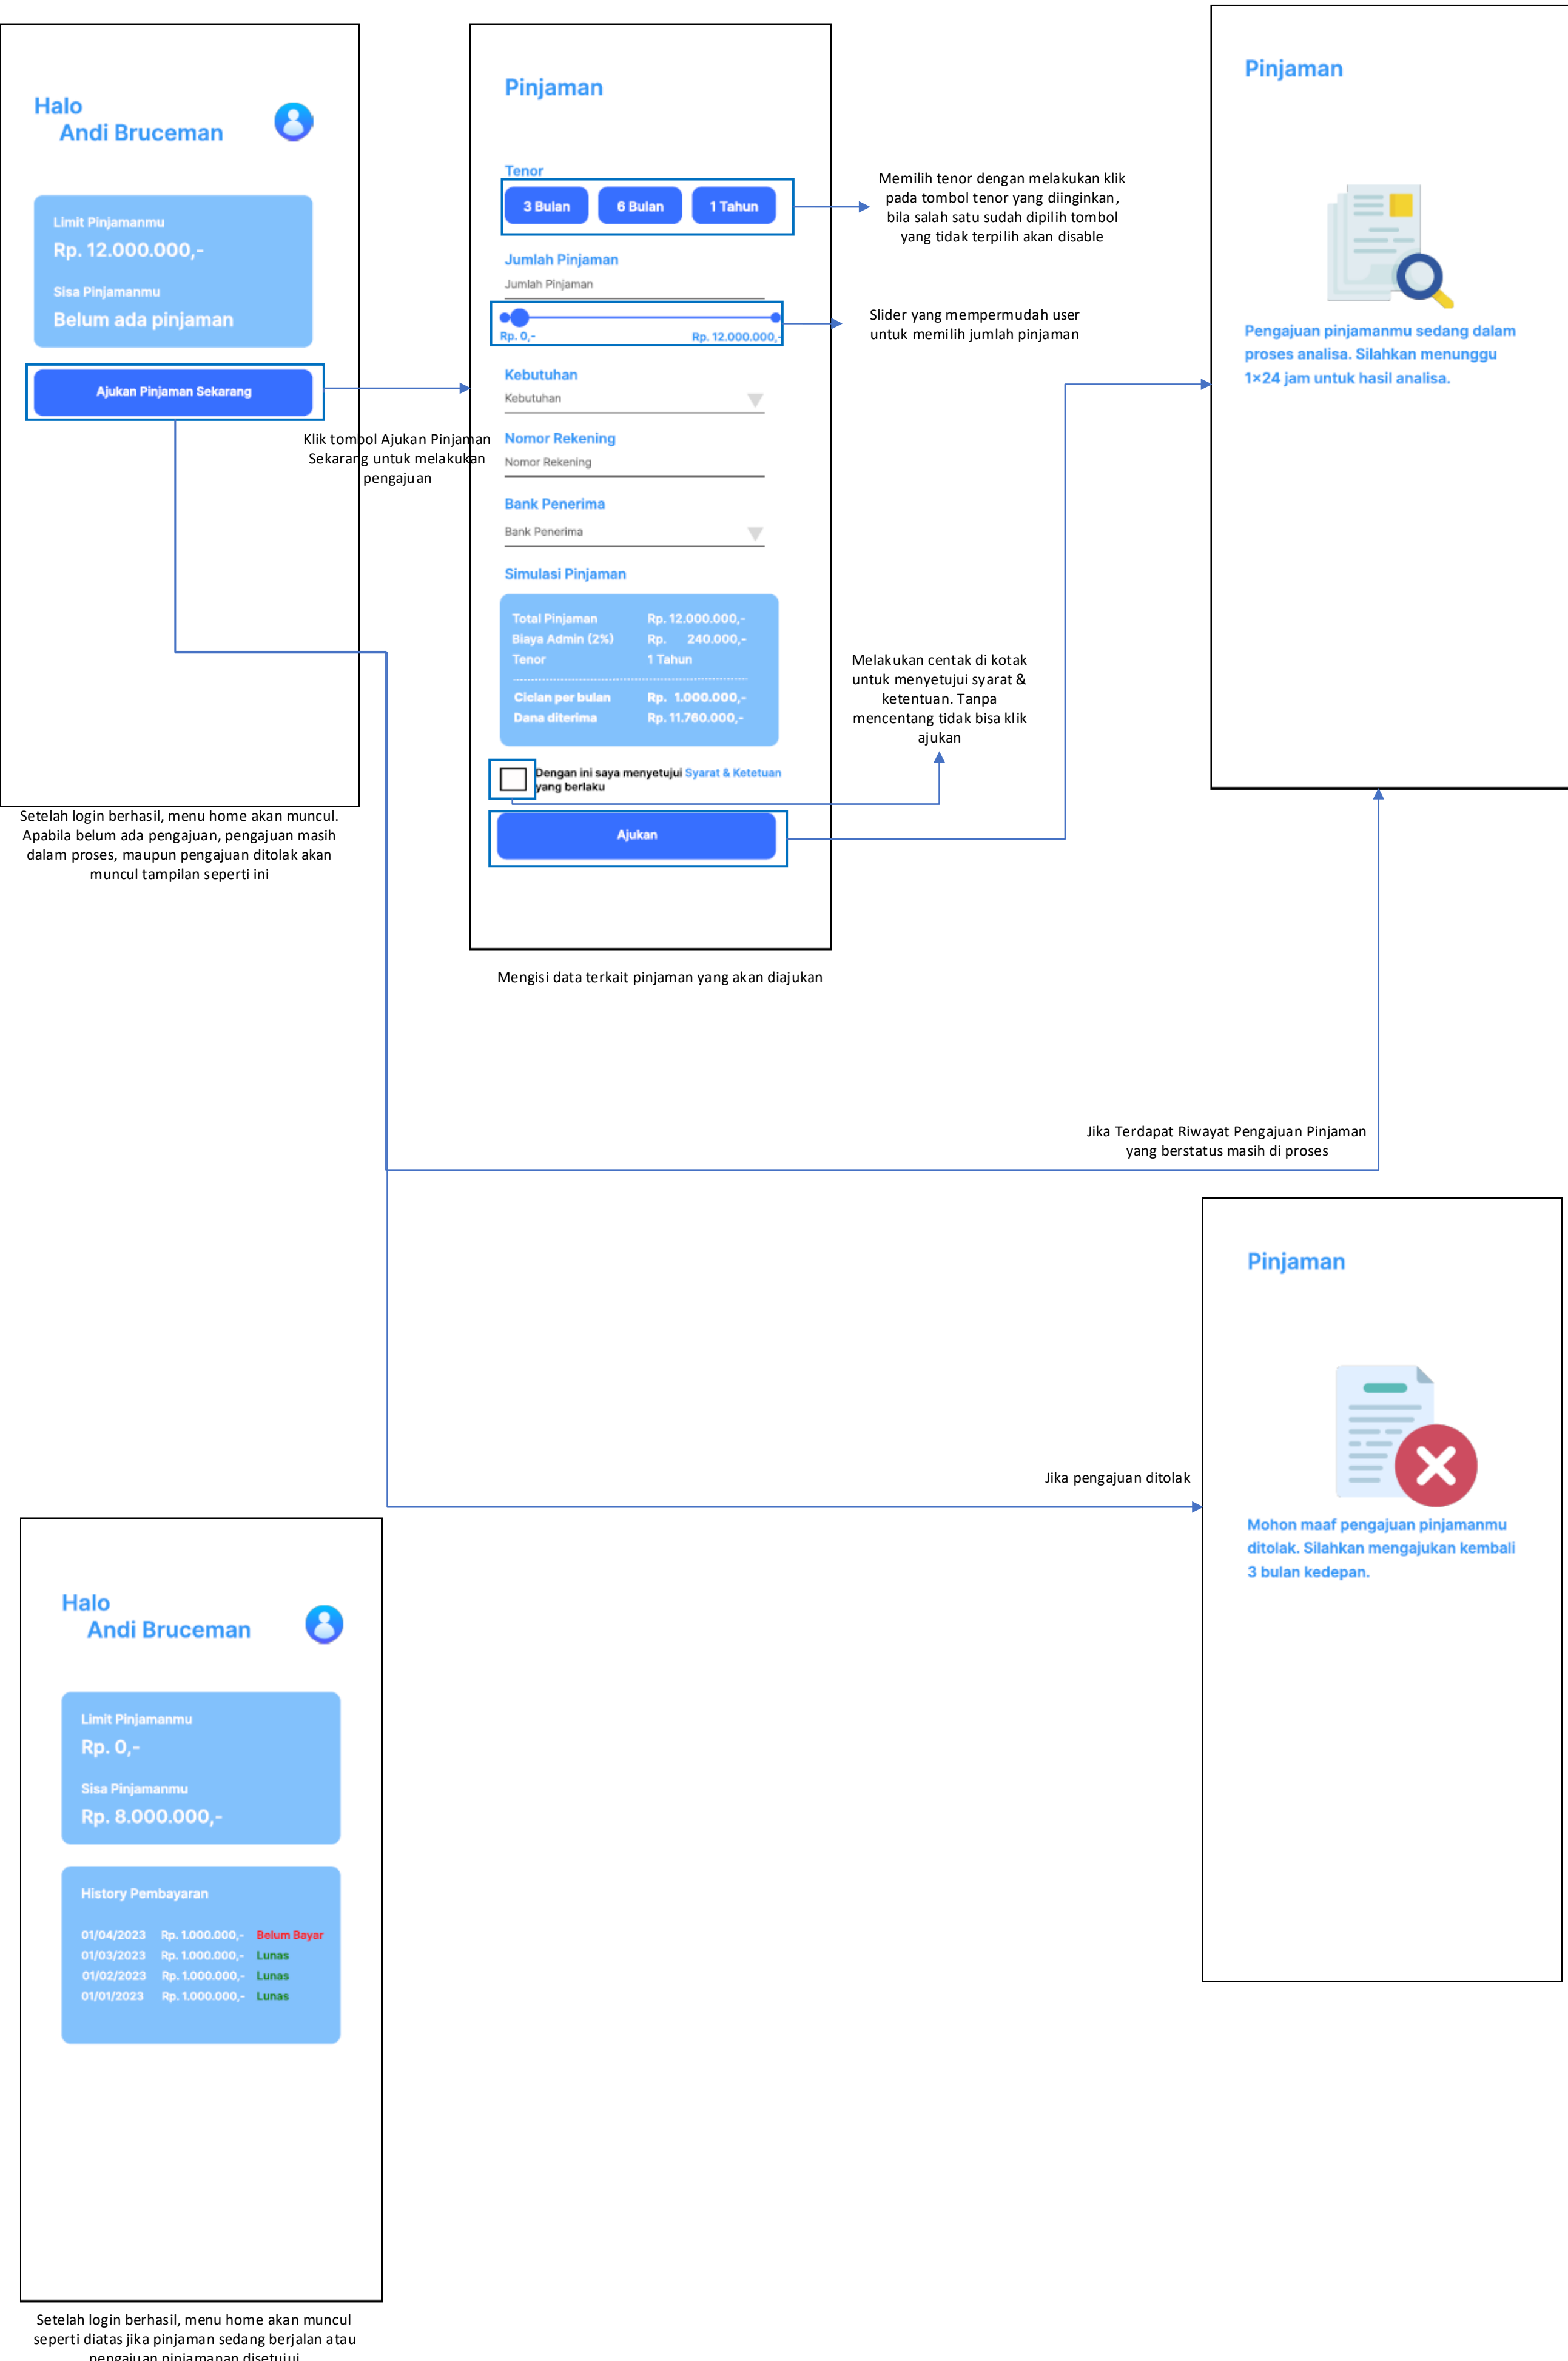 Halo
Andi Bruceman
Limit Pinjamanmu
Rp. 12.000.000,-
Sisa Pinjamanmu
Belum ada pinjaman
Ajukan Pinjaman Sekarang
Klik tombol Ajukan Pinjaman
Sekarang untuk melakukan
pengajuan
Setelah login berhasil, menu home akan muncul.
Apabila belum ada pengajuan, pengajuan masih
dalam proses, maupun pengajuan ditolak akan
muncul tampilan seperti ini
Pinjaman
Tenor
3 Bulan
6 Bulan
1 Tahun
Memilih tenor dengan melakukan klik
pada tombol tenor yang diinginkan,
bila salah satu sudah dipilih tombol
yang tidak terpilih akan disable
Jumlah Pinjaman
Jumlah Pinjaman
Rp. 0,-
Rp. 12.000.000,-
Slider yang mempermudah user
untuk memilih jumlah pinjaman
Kebutuhan
Kebutuhan
Nomor Rekening
Nomor Rekening
Bank Penerima
Bank Penerima
Simulasi Pinjaman
Total Pinjaman Rp. 12.000.000,-
Biaya Admin (2%) Rp. 240.000,-
Tenor 1 Tahun
Ciclan per bulan Rp. 1.000.000,-
Dana diterima Rp. 11.760.000,-
Dengan ini saya menyetujui Syarat & Ketetuan
yang berlaku
Melakukan centak di kotak
untuk menyetujui syarat &
ketentuan. Tanpa
mencentang tidak bisa klik
ajukan
Ajukan
Mengisi data terkait pinjaman yang akan diajukan
Pinjaman
Pengajuan pinjamanmu sedang dalam
proses analisa. Silahkan menunggu
1x24 jam untuk hasil analisa.
Jika Terdapat Riwayat Pengajuan Pinjaman
yang berstatus masih di proses
Pinjaman
Jika pengajuan ditolak
Mohon maaf pengajuan pinjamanmu
ditolak. Silahkan mengajukan kembali
3 bulan kedepan.
Halo
Andi Bruceman
Limit Pinjamanmu
Rp. 0,-
Sisa Pinjamanmu
Rp. 8.000.000,-
History Pembayaran
01/04/2023 Rp. 1.000.000,- Belum Bayar
01/03/2023 Rp. 1.000.000,- Lunas
01/02/2023 Rp. 1.000.000,- Lunas
01/01/2023 Rp. 1.000.000,- Lunas
Setelah login berhasil, menu home akan muncul
seperti diatas jika pinjaman sedang berjalan atau
pengajuan pinjamanan disetujui